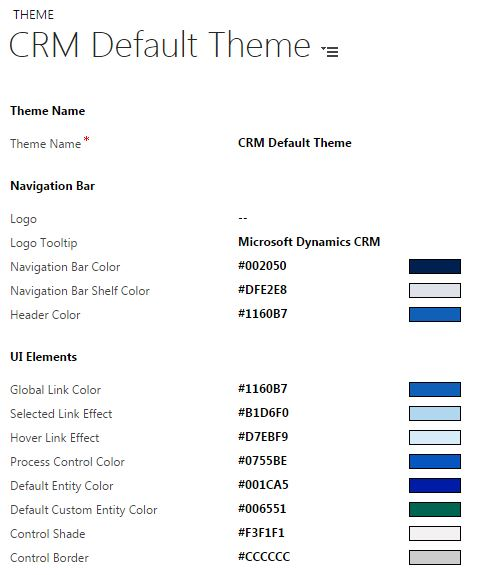 THEME
CRM Default Theme
Theme Name
Theme Name* CRM Default Theme
Navigation Bar
Logo --
Logo Tooltip Microsoft Dynamics CRM
Navigation Bar Color #002050
Navigation Bar Shelf Color #DFE2E8
Header Color #1160B7
UI Elements
Global Link Color #1160B7
Selected Link Effect #B1D6F0
Hover Link Effect #D7EBF9
Process Control Color #0755BE
Default Entity Color #001CA5
Default Custom Entity Color #006551
Control Shade #F3F1F1
Control Border #CCCCCC